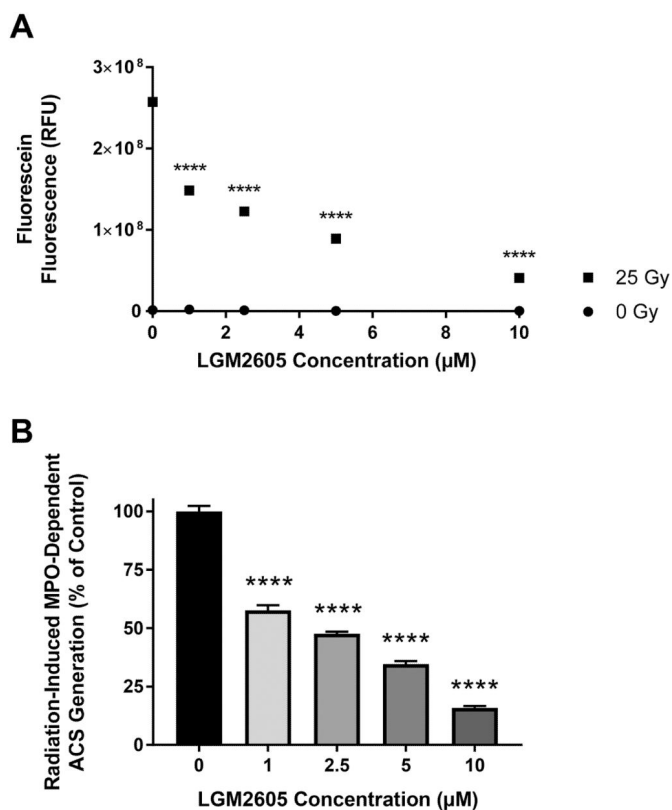 A
Fluorescein
Fluorescence (RFU)
3×10⁸
2×10⁸
1×10⁸
0
****
****
****
****
0 2 4 6 8 10
LGM2605 Concentration (µM)
25 Gy
0 Gy
B
Radiation-Induced MPO-Dependent
ACS Generation (% of Control)
100
75
50
25
0
****
****
****
****
0 1 2.5 5 10
LGM2605 Concentration (µM)